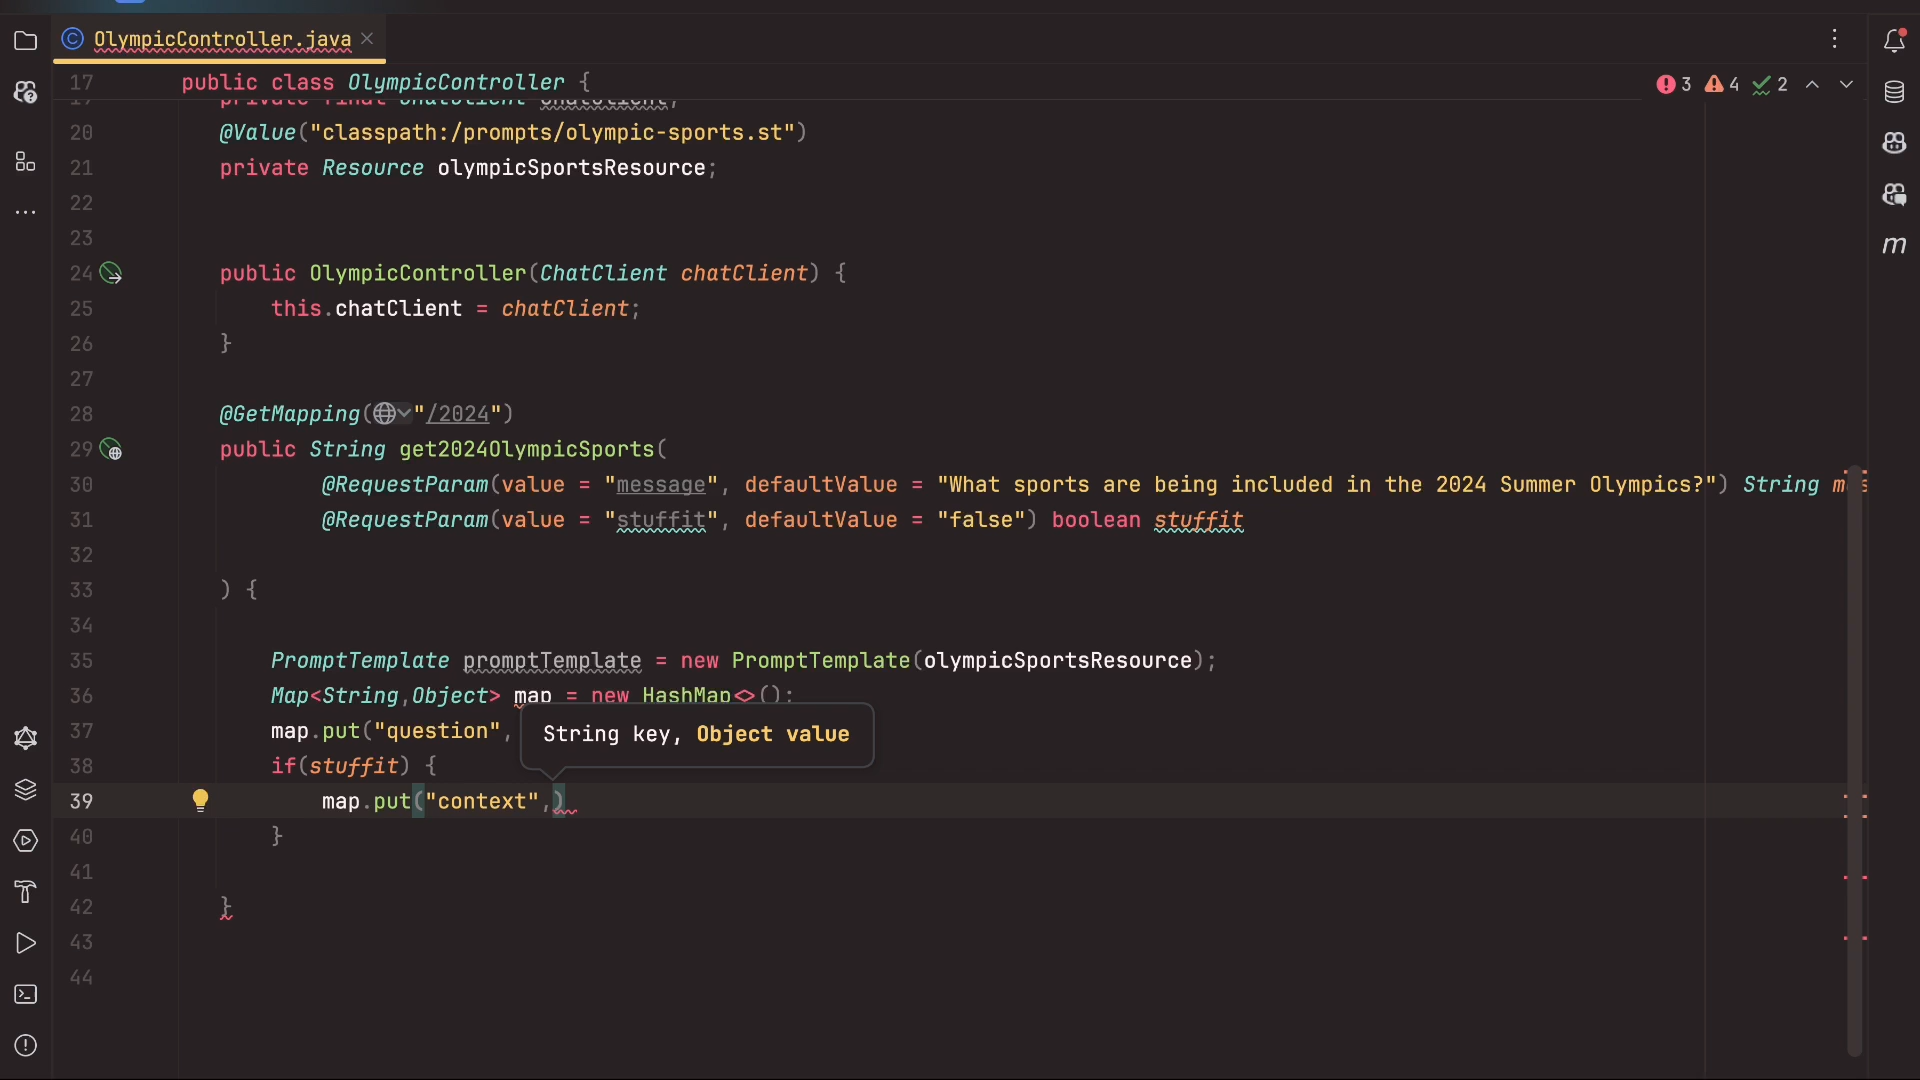 OlympicController.java
17 public class OlympicController {
3 4 2
20 @Value("classpath:/prompts/olympic-sports.st")
21 private Resource olympicSportsResource;
22
23
24 public OlympicController(ChatClient chatClient) {
25 this.chatClient = chatClient;
26 }
27
28 @GetMapping("/2024")
29 public String get2024OlympicSports(
30 @RequestParam(value = "message", defaultValue = "What sports are being included in the 2024 Summer Olympics?") String
31 @RequestParam(value = "stuffit", defaultValue = "false") boolean stuffit
32
33 ) {
34
35 PromptTemplate promptTemplate = new PromptTemplate(olympicSportsResource);
36 Map<String,Object> map = new HashMap<>();
37 map.put("question",
String key, Object value
38 if(stuffit) {
39 map.put("context",)
40 }
41
42 }
43
44
m